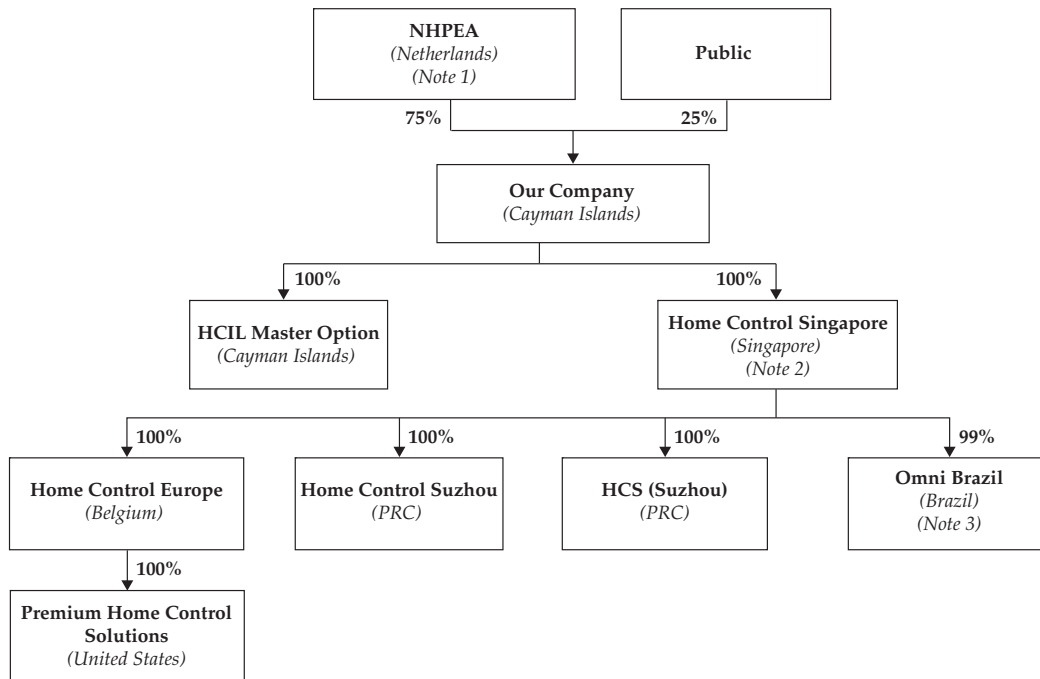 NHPEA
(Netherlands)
(Note 1)
Public
75%
25%
Our Company
(Cayman Islands)
100%
100%
HCIL Master Option
(Cayman Islands)
Home Control Singapore
(Singapore)
(Note 2)
100%
100%
100%
99%
Home Control Europe
(Belgium)
Home Control Suzhou
(PRC)
HCS (Suzhou)
(PRC)
Omni Brazil
(Brazil)
(Note 3)
100%
Premium Home Control
Solutions
(United States)